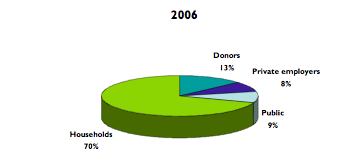 2006
Donors
13%
Private employers
8%
Public
9%
Households
70%